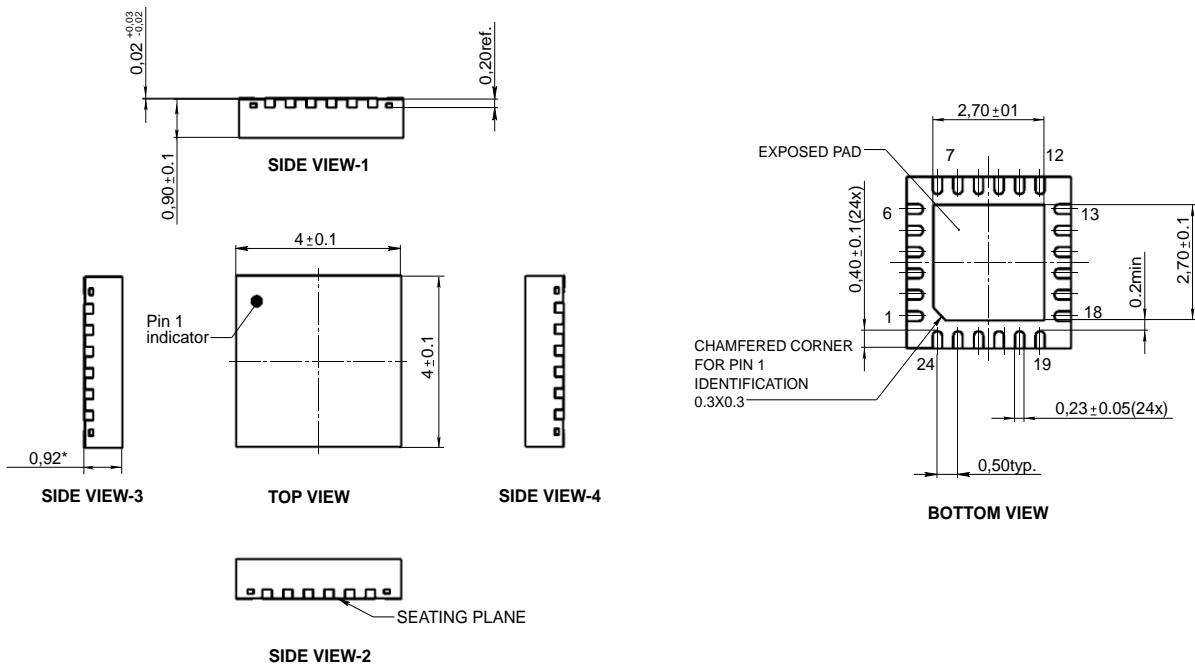 0,02 +0,03 -0,02
0,20ref.
0,90±0.1
SIDE VIEW-1
2,70±01
EXPOSED PAD
7
12
6
13
0,40±0.1(24x)
2,70±0.1
0.2min
1
18
CHAMFERED CORNER
FOR PIN 1
IDENTIFICATION
0.3X0.3
24
19
0,23±0.05(24x)
0,50typ.
BOTTOM VIEW
4±0.1
Pin 1
indicator
4±0.1
0,92*
SIDE VIEW-3
TOP VIEW
SIDE VIEW-4
SEATING PLANE
SIDE VIEW-2